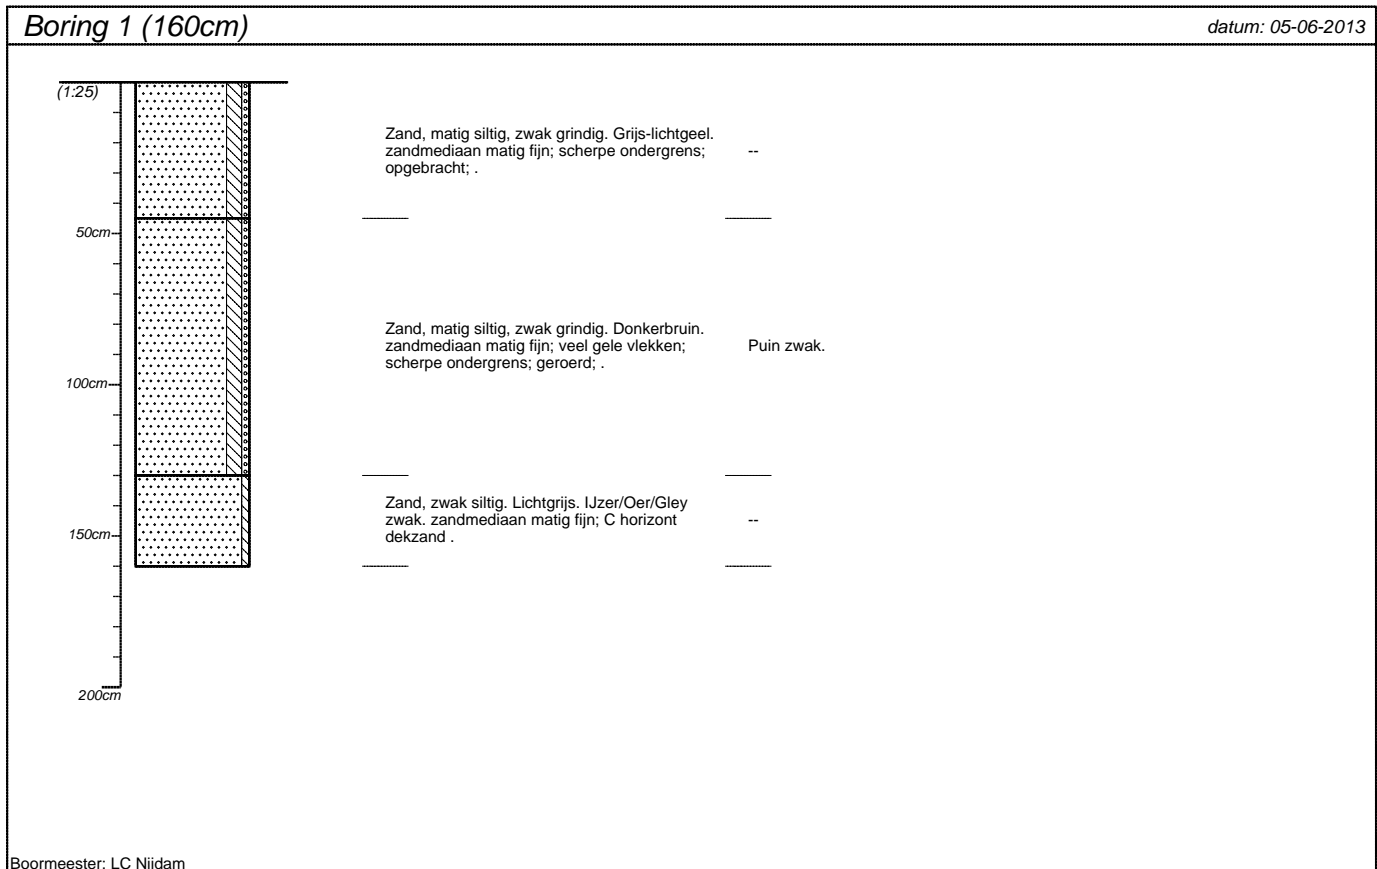 Boring 1 (160cm)
datum: 05-06-2013
(1:25)
Zand, matig siltig, zwak grindig. Grijs-lichtgeel.
zandmediaan matig fijn; scherpe ondergrens;
opgebracht; .
--
50cm
Zand, matig siltig, zwak grindig. Donkerbruin.
zandmediaan matig fijn; veel gele vlekken;
scherpe ondergrens; geroerd; .
Puin zwak.
100cm
Zand, zwak siltig. Lichtgrijs. IJzer/Oer/Gley
zwak. zandmediaan matig fijn; C horizont
dekzand .
--
150cm
200cm
Boormeester: LC Nijdam